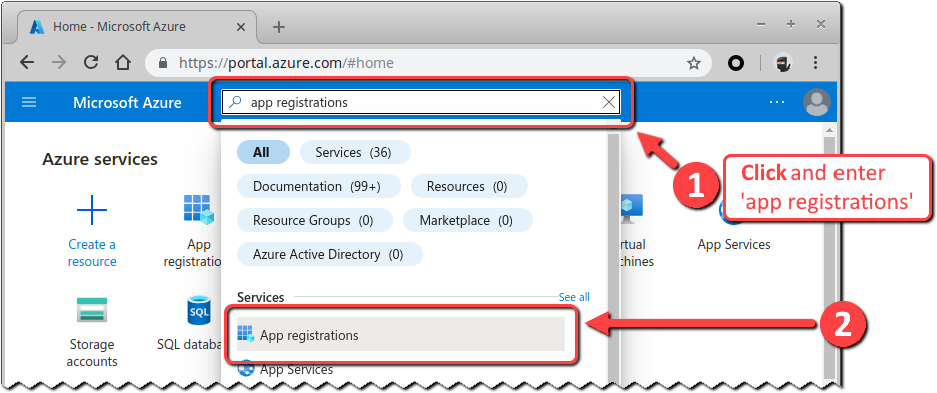 Home - Microsoft Azure
https://portal.azure.com/#home
Microsoft Azure
app registrations
1
Click and enter
'app registrations'
Azure services
All
Services (36)
Documentation (99+)
Resources (0)
Resource Groups (0)
Marketplace (0)
Azure Active Directory (0)
Create a
resource
App
registratio
rtual
chines
App Services
Services
See all
App registrations
2
App Services
Storage
accounts
SQL
SQL databa